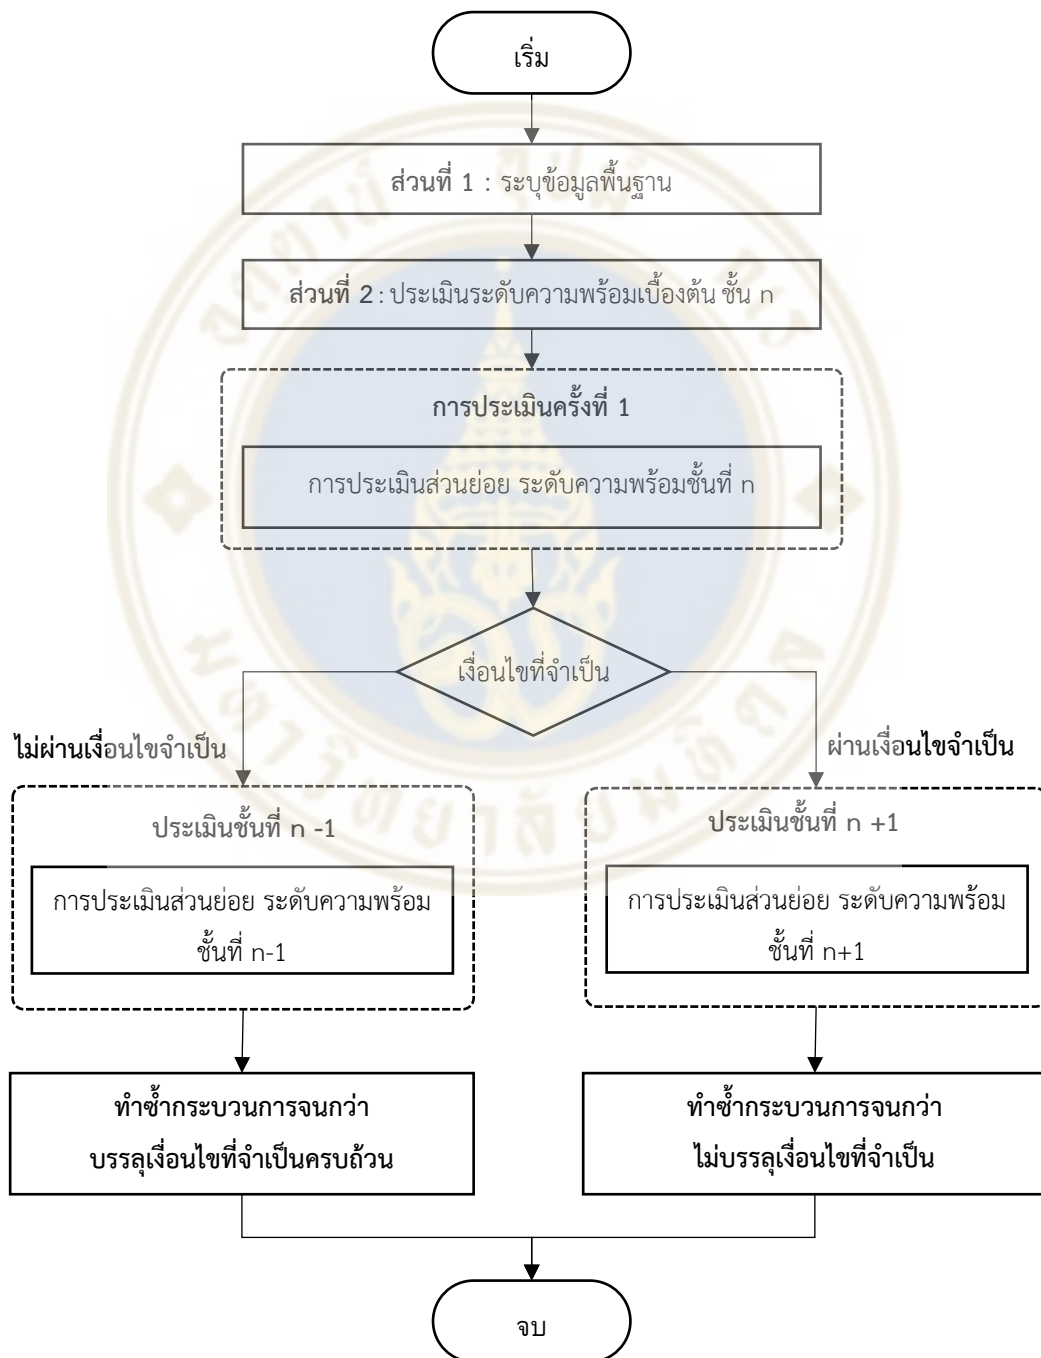 เริ่ม
ส่วนที่ 1 : ระบุข้อมูลพื้นฐาน
ส่วนที่ 2 : ประเมินระดับความพร้อมเบื้องต้น ชั้น n
การประเมินครั้งที่ 1
การประเมินส่วนย่อย ระดับความพร้อมชั้นที่ n
เงื่อนไขที่จำเป็น
ไม่ผ่านเงื่อนไขจำเป็น
ผ่านเงื่อนไขจำเป็น
ประเมินชั้นที่ n -1
การประเมินส่วนย่อย ระดับความพร้อม
ชั้นที่ n-1
ประเมินชั้นที่ n +1
การประเมินส่วนย่อย ระดับความพร้อม
ชั้นที่ n+1
ทำซ้ำกระบวนการจนกว่า
บรรลุเงื่อนไขที่จำเป็นครบถ้วน
ทำซ้ำกระบวนการจนกว่า
ไม่บรรลุเงื่อนไขที่จำเป็น
จบ
มหาวิทยาลัยมหิดล